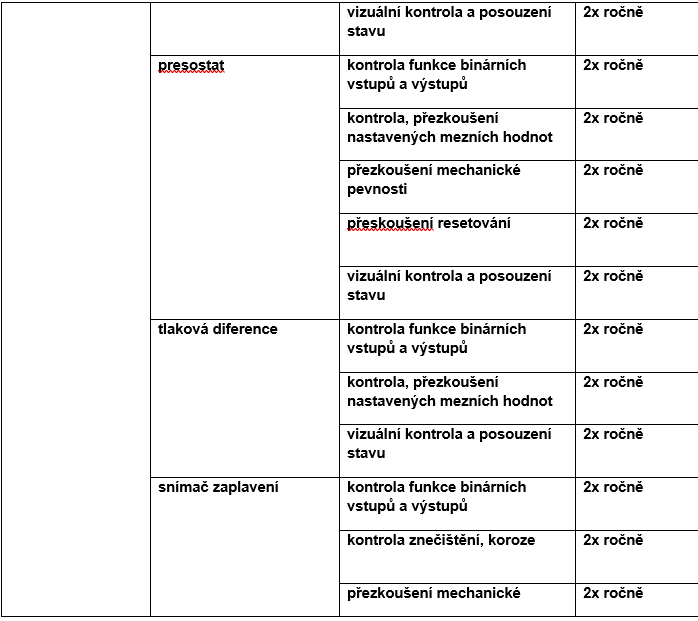 vizuální kontrola a posouzení 2x ročně
stavu
presostat kontrola funkce binárních 2x ročně
vstupů a výstupů
kontrola, přezkoušení 2x ročně
nastavených mezních hodnot
přezkoušení mechanické 2x ročně
pevnosti
přeskoušení resetování 2x ročně
vizuální kontrola a posouzení 2x ročně
stavu
tlaková diference kontrola funkce binárních 2x ročně
vstupů a výstupů
kontrola, přezkoušení 2x ročně
nastavených mezních hodnot
vizuální kontrola a posouzení 2x ročně
stavu
snímač zaplavení kontrola funkce binárních 2x ročně
vstupů a výstupů
kontrola znečištění, koroze 2x ročně
přezkoušení mechanické 2x ročně